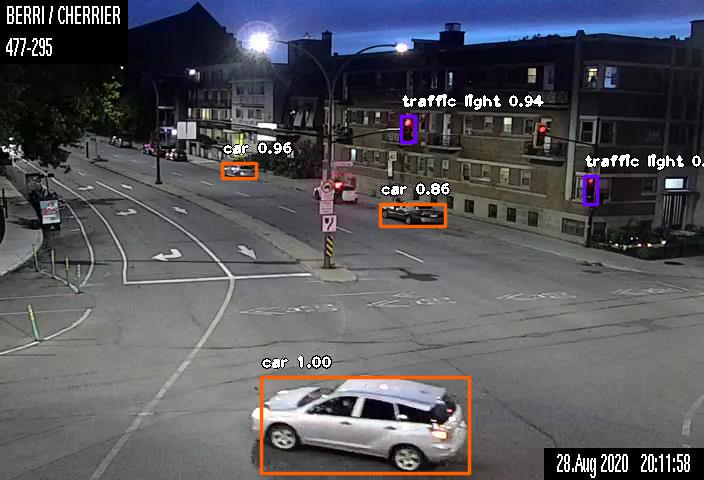 BERRI / CHERRIER
477-295
traffic light 0.94
car 0.96
traffic light 0.
car 0.86
car 1.00
28.Aug 2020 20:11:58